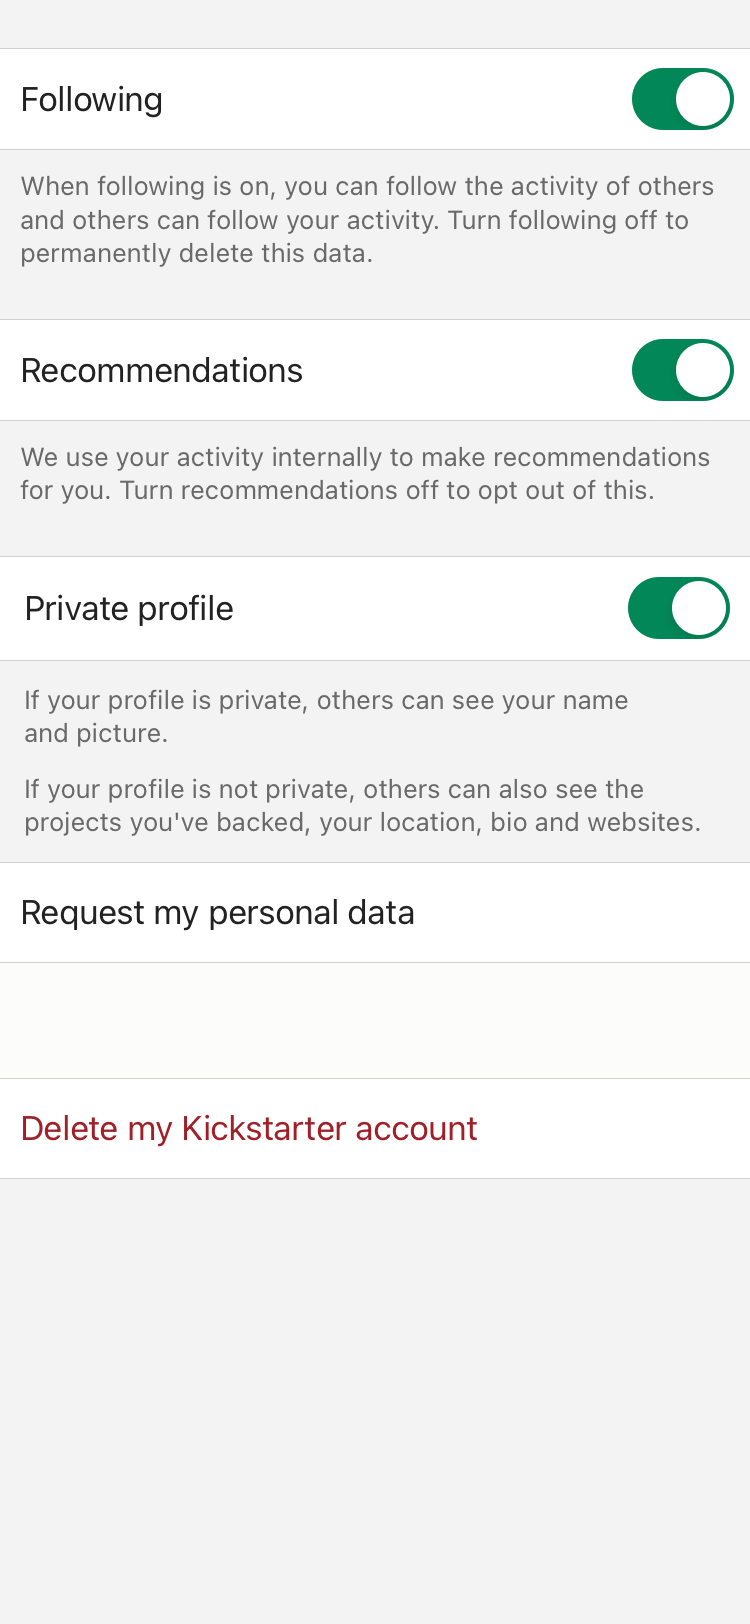 Following
When following is on, you can follow the activity of others
and others can follow your activity. Turn following off to
permanently delete this data.
Recommendations
We use your activity internally to make recommendations
for you. Turn recommendations off to opt out of this.
Private profile
If your profile is private, others can see your name
and picture.
If your profile is not private, others can also see the
projects you've backed, your location, bio and websites.
Request my personal data
Delete my Kickstarter account